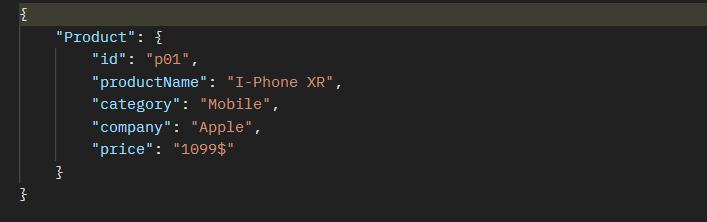 {
    "Product": {
        "id": "p01",
        "productName": "I-Phone XR",
        "category": "Mobile",
        "company": "Apple",
        "price": "1099$"
    }
}